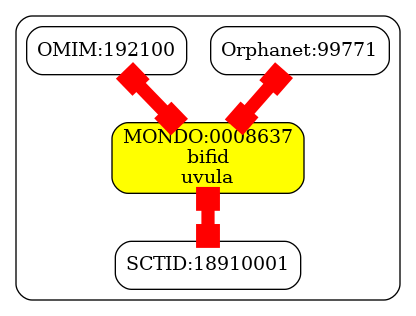 OMIM:192100
Orphanet:99771
MONDO:0008637
bifid
uvula
SCTID:18910001